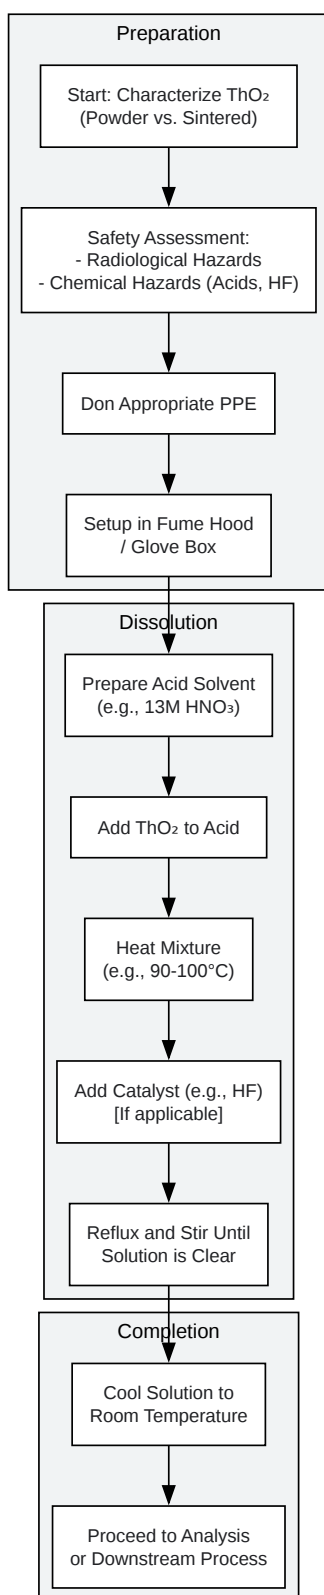 Preparation
Start: Characterize ThO₂
(Powder vs. Sintered)
Safety Assessment:
- Radiological Hazards
- Chemical Hazards (Acids, HF)
Don Appropriate PPE
Setup in Fume Hood
/ Glove Box
Dissolution
Prepare Acid Solvent
(e.g., 13M HNO₃)
Add ThO₂ to Acid
Heat Mixture
(e.g., 90-100°C)
Add Catalyst (e.g., HF)
[If applicable]
Reflux and Stir Until
Solution is Clear
Completion
Cool Solution to
Room Temperature
Proceed to Analysis
or Downstream Process